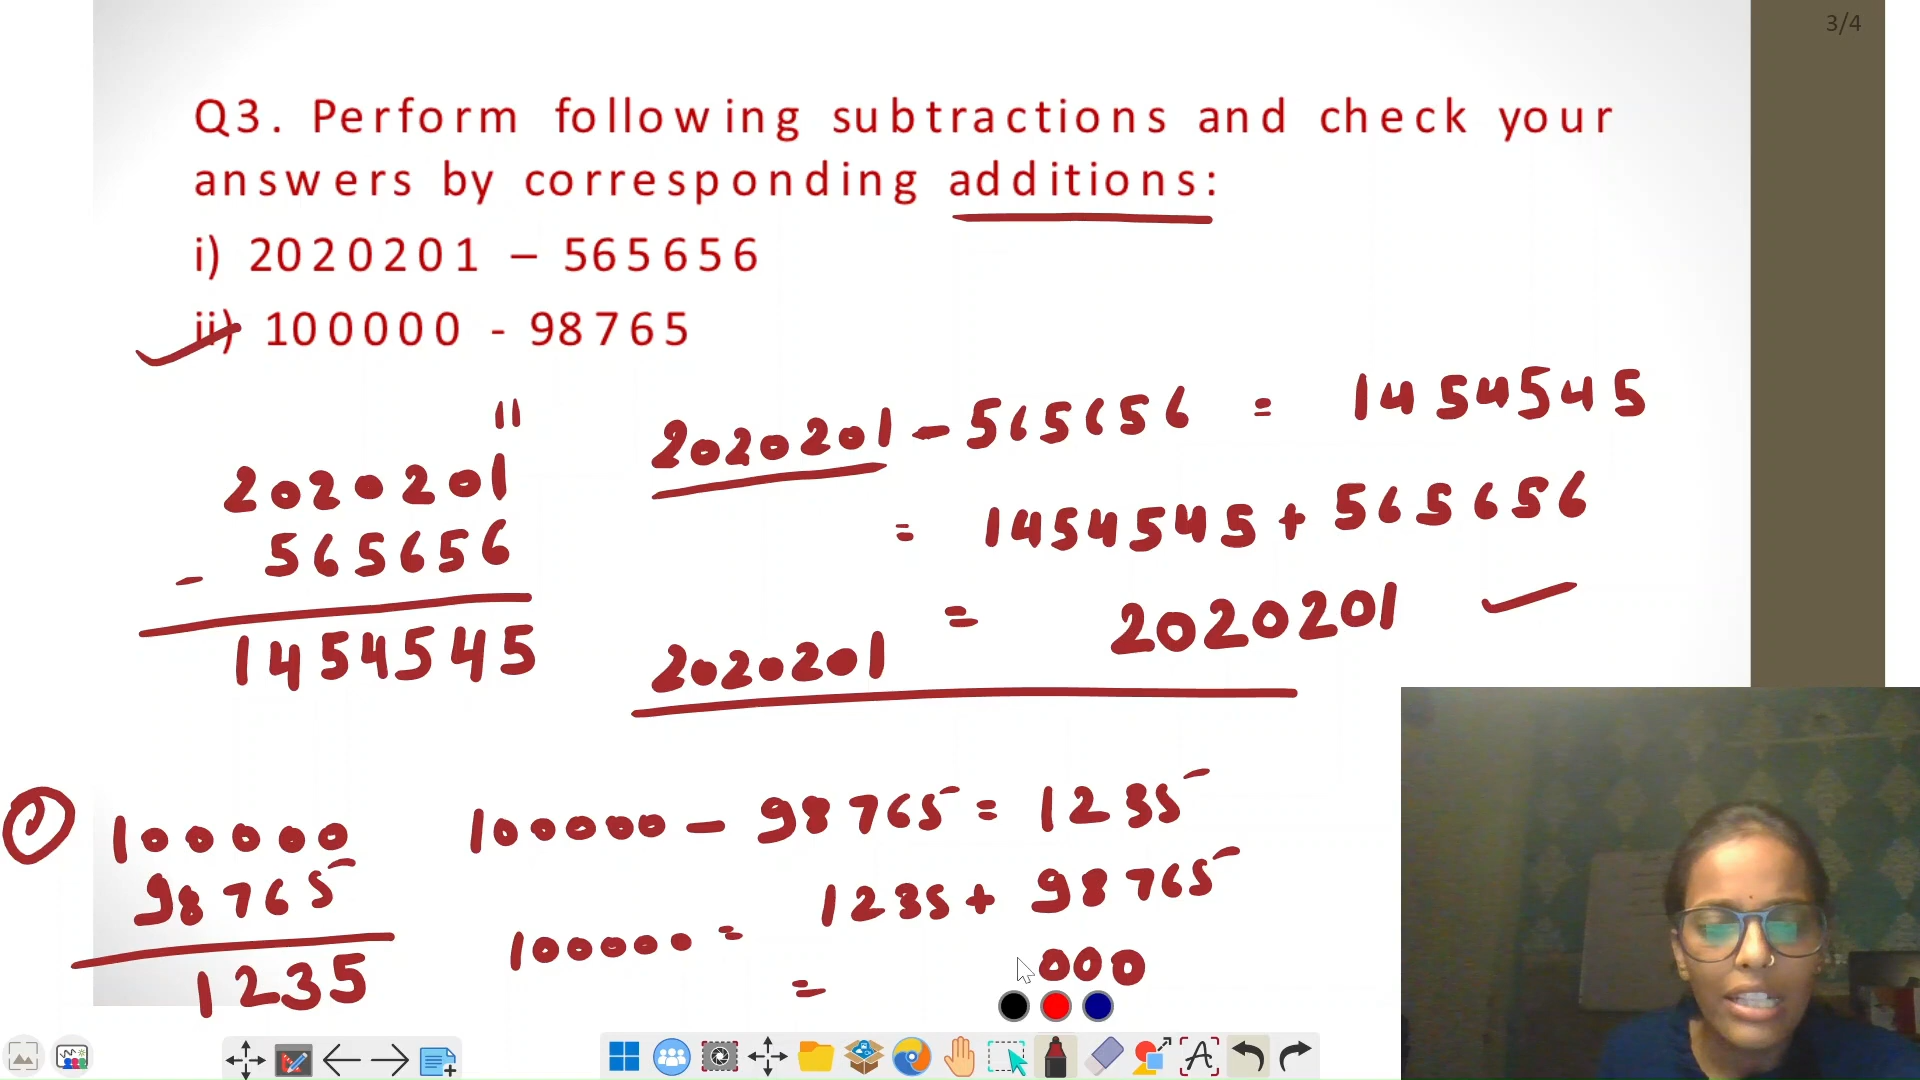 3/4
Q3. Perform following subtractions and check your
answers by corresponding additions:
i) 2020201 – 565656
ii) 100000 - 98765
2020201
- 565656
1454545
2020201 - 565656 = 1454545
= 1454545 + 565656
= 2020201
2020201
100000
98765
1235
100000 - 98765 = 1235
100000 = 1235 + 98765
= 000